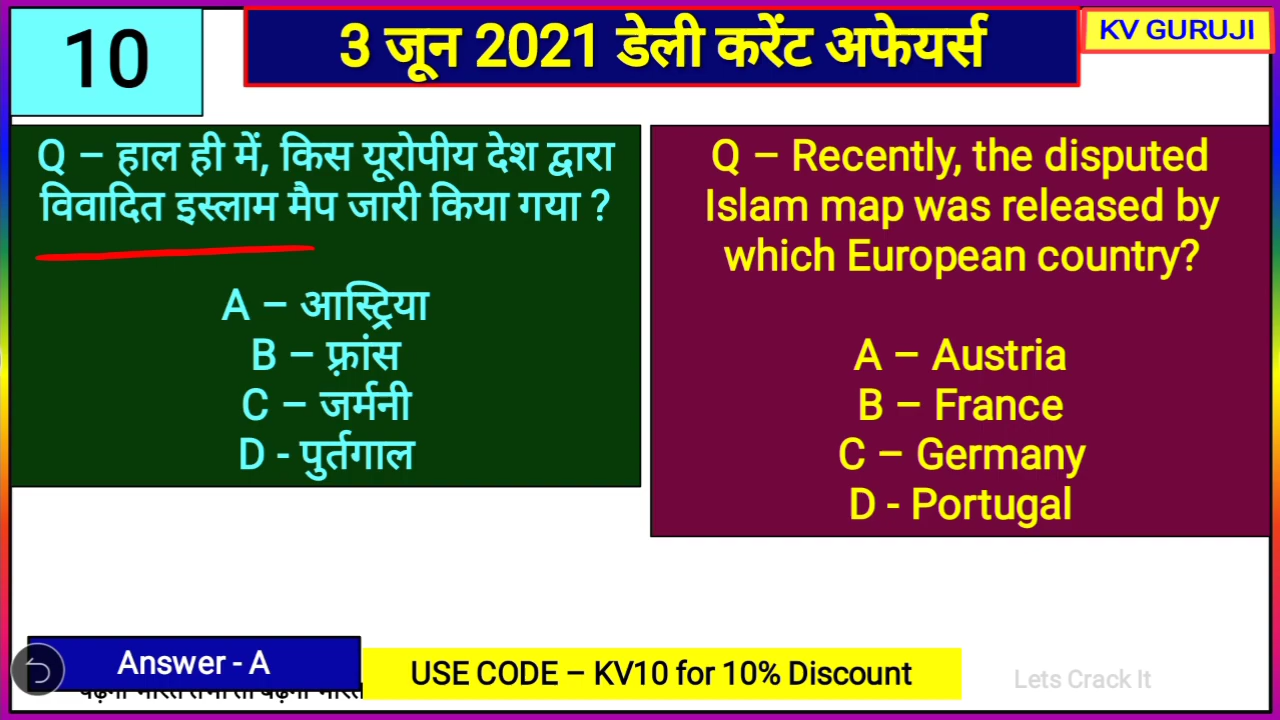 10
3 जून 2021 डेली करेंट अफेयर्स
KV GURUJI
Q – हाल ही में, किस यूरोपीय देश द्वारा
विवादित इस्लाम मैप जारी किया गया ?
A – आस्ट्रिया
B – फ़्रांस
C – जर्मनी
D - पुर्तगाल
Q – Recently, the disputed
Islam map was released by
which European country?
A – Austria
B – France
C – Germany
D - Portugal
Answer - A
USE CODE – KV10 for 10% Discount
Lets Crack It